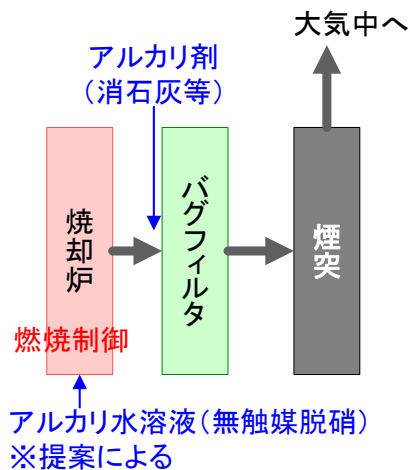 大気中へ
アルカリ剤
（消石灰等）
焼却炉
バグフィルタ
煙突
燃焼制御
アルカリ水溶液（無触媒脱硝）
※提案による